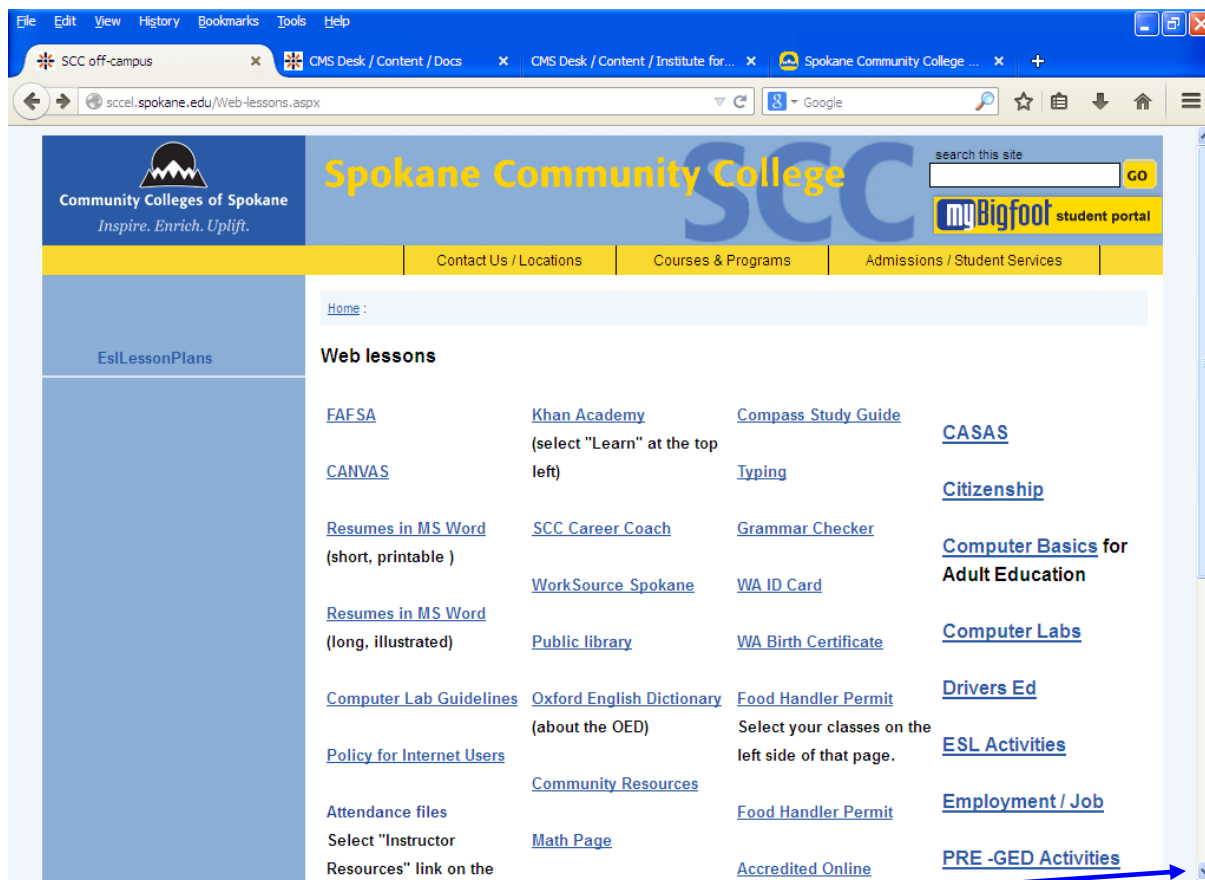 File Edit View History Bookmarks Tools Help
SCC off-campus
CMS Desk / Content / Docs
CMS Desk / Content / Institute for...
Spokane Community College ...
sccel.spokane.edu/Web-lessons.aspx
Google
Community Colleges of Spokane
Inspire. Enrich. Uplift.
Spokane Community College
SCC
search this site
GO
myBigfoot student portal
Contact Us / Locations
Courses & Programs
Admissions / Student Services
Home :
EslLessonPlans
Web lessons
FAFSA
CANVAS
Resumes in MS Word
(short, printable )
Resumes in MS Word
(long, illustrated)
Computer Lab Guidelines
Policy for Internet Users
Attendance files
Select "Instructor
Resources" link on the
Khan Academy
(select "Learn" at the top
left)
SCC Career Coach
WorkSource Spokane
Public library
Oxford English Dictionary
(about the OED)
Community Resources
Math Page
Compass Study Guide
Typing
Grammar Checker
WA ID Card
WA Birth Certificate
Food Handler Permit
Select your classes on the
left side of that page.
Food Handler Permit
Accredited Online
CASAS
Citizenship
Computer Basics for
Adult Education
Computer Labs
Drivers Ed
ESL Activities
Employment / Job
PRE -GED Activities